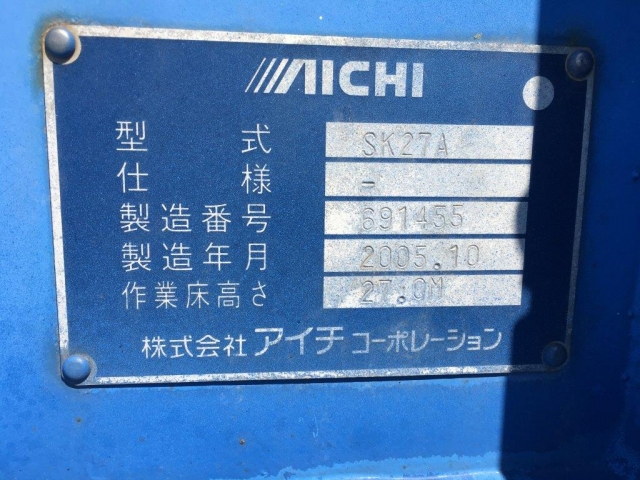 AICHI
型式 SK27A
仕様 -
製造番号 691455
製造年月 2005.10
作業床高さ 27.0M
株式会社 アイチ コーポレーション